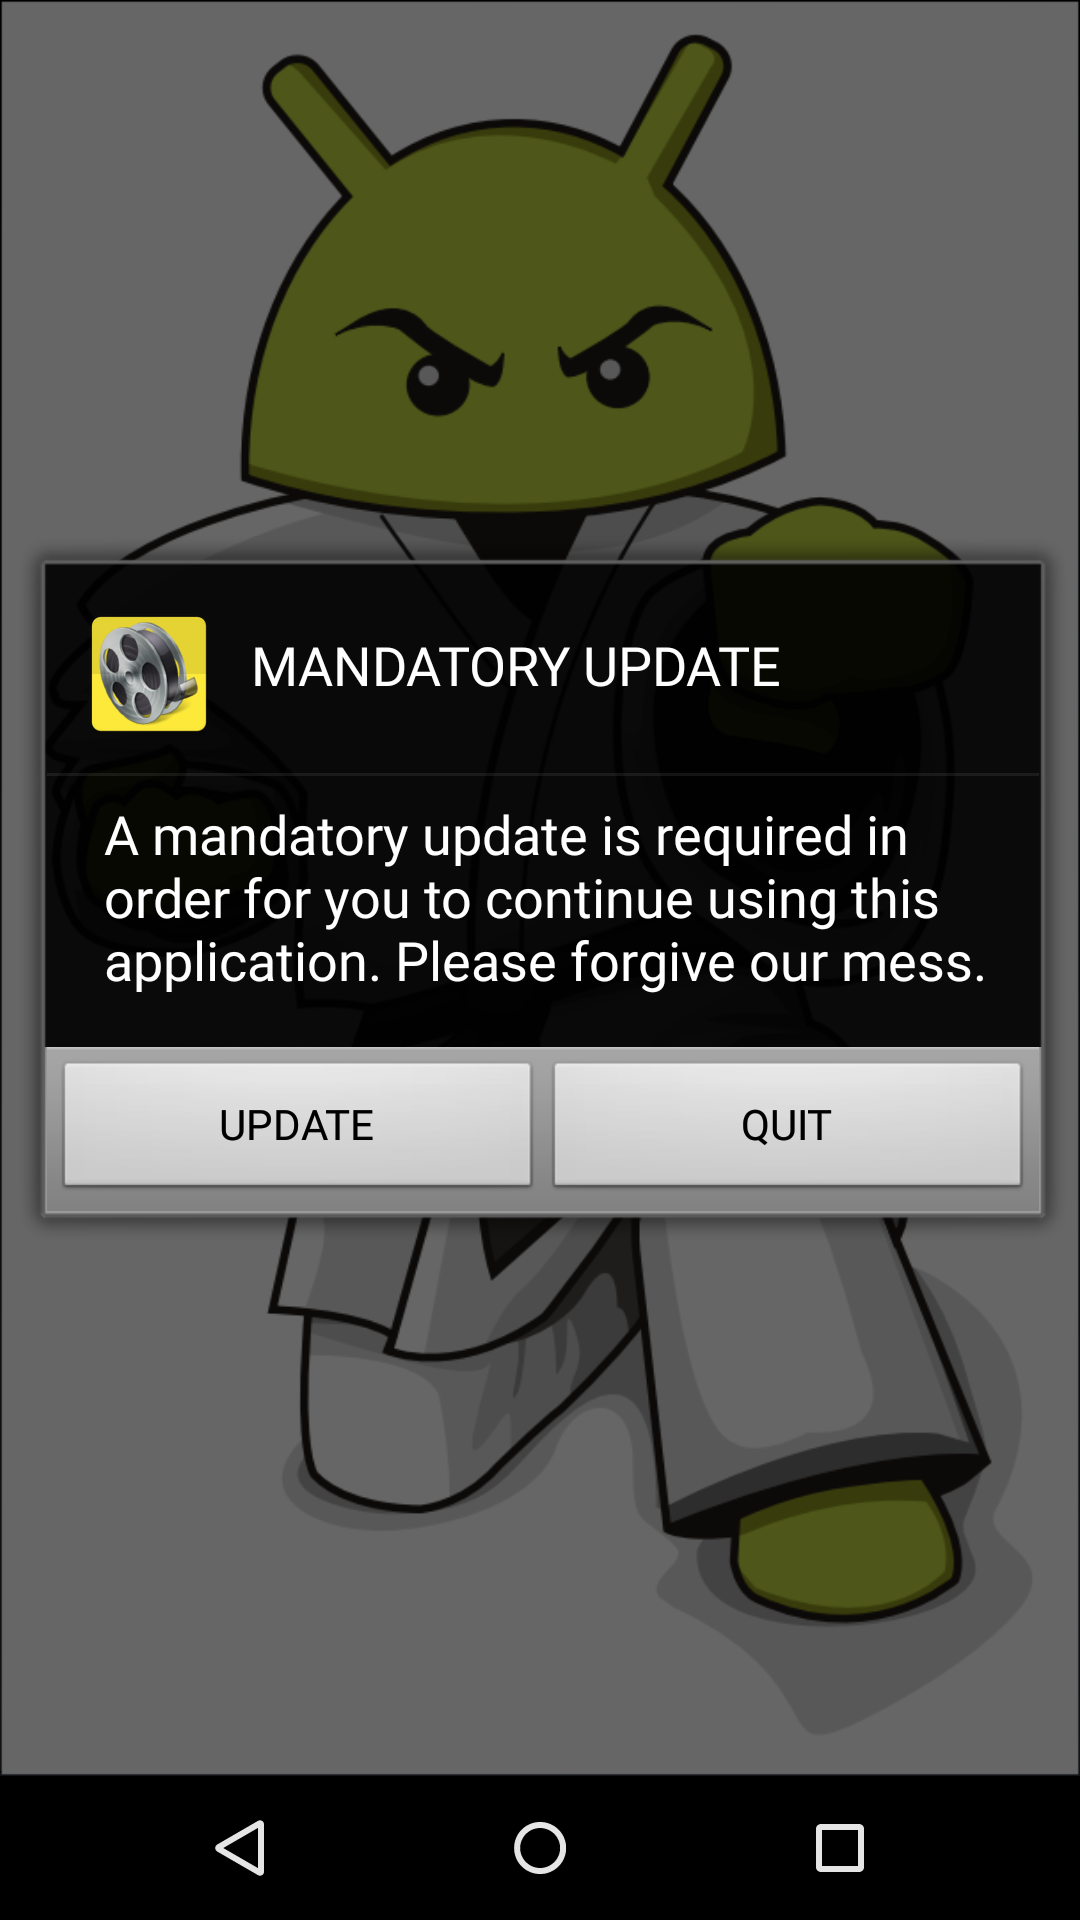 MANDATORY UPDATE
A mandatory update is required in
order for you to continue using this
application. Please forgive our mess.
UPDATE
QUIT